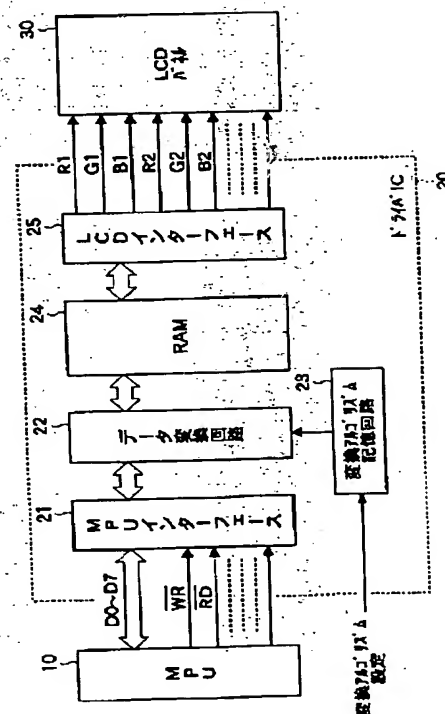 10
MPU
D0~D7
WR
RD
変換アルゴリズム
設定
21
MPUインターフェース
22
データ変換回路
23
変換アルゴリズム
記憶回路
24
RAM
25
LCDインターフェース
R1
G1
B1
R2
G2
B2
ドライバIC
20
30
LCD
パネル